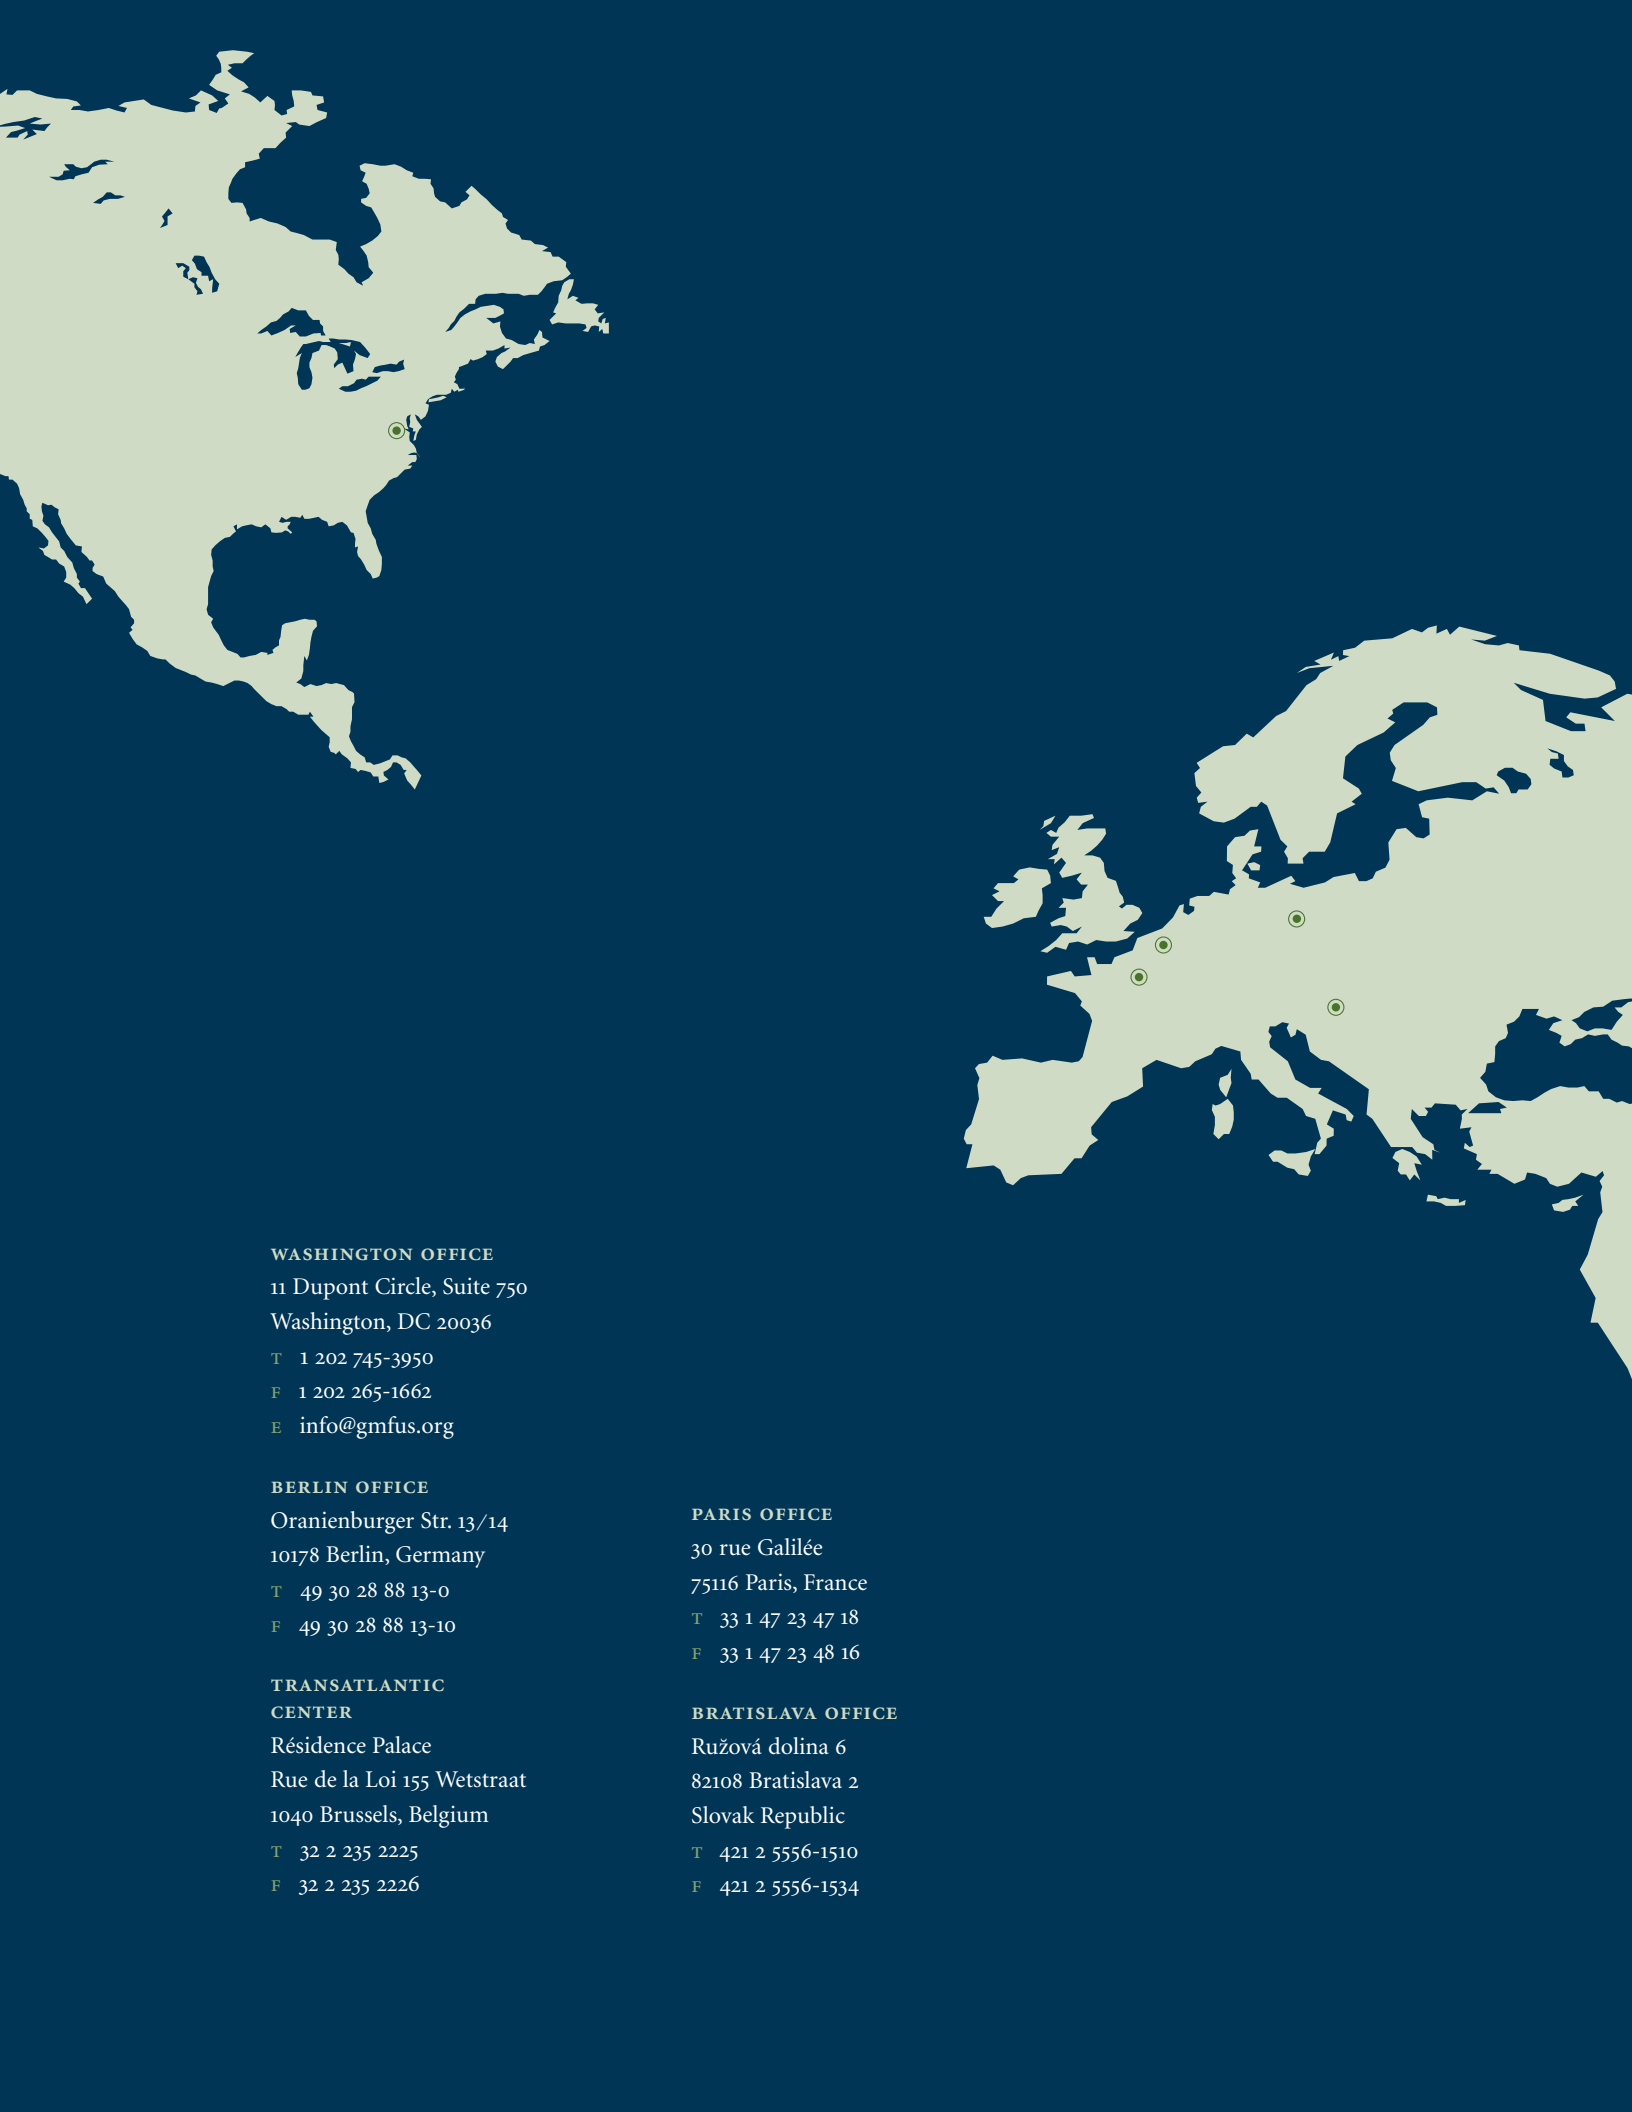 WASHINGTON OFFICE
11 Dupont Circle, Suite 750
Washington, DC 20036
T 1 202 745-3950
F 1 202 265-1662
E info@gmfus.org
BERLIN OFFICE
Oranienburger Str. 13/14
10178 Berlin, Germany
T 49 30 28 88 13-0
F 49 30 28 88 13-10
TRANSATLANTIC
CENTER
Résidence Palace
Rue de la Loi 155 Wetstraat
1040 Brussels, Belgium
T 32 2 235 2225
F 32 2 235 2226
PARIS OFFICE
30 rue Galilée
75116 Paris, France
T 33 1 47 23 47 18
F 33 1 47 23 48 16
BRATISLAVA OFFICE
Ružová dolina 6
82108 Bratislava 2
Slovak Republic
T 421 2 5556-1510
F 421 2 5556-1534